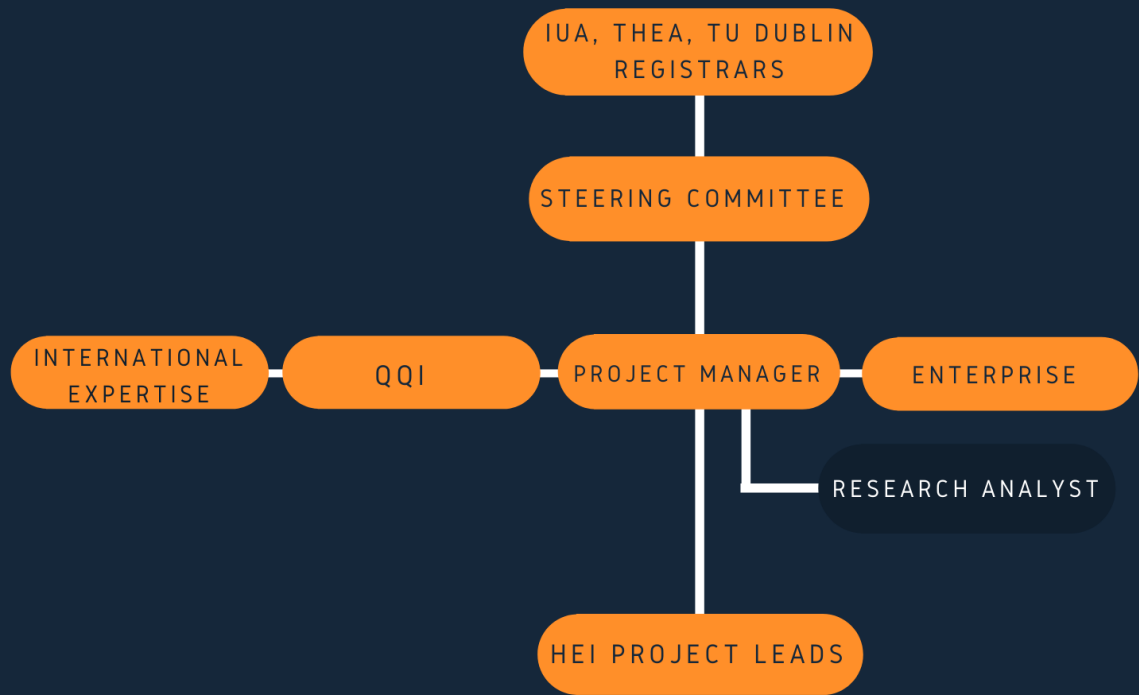 IUA, THEA, TU DUBLIN
REGISTRARS
STEERING COMMITTEE
INTERNATIONAL
EXPERTISE
QQI
PROJECT MANAGER
ENTERPRISE
RESEARCH ANALYST
HEI PROJECT LEADS